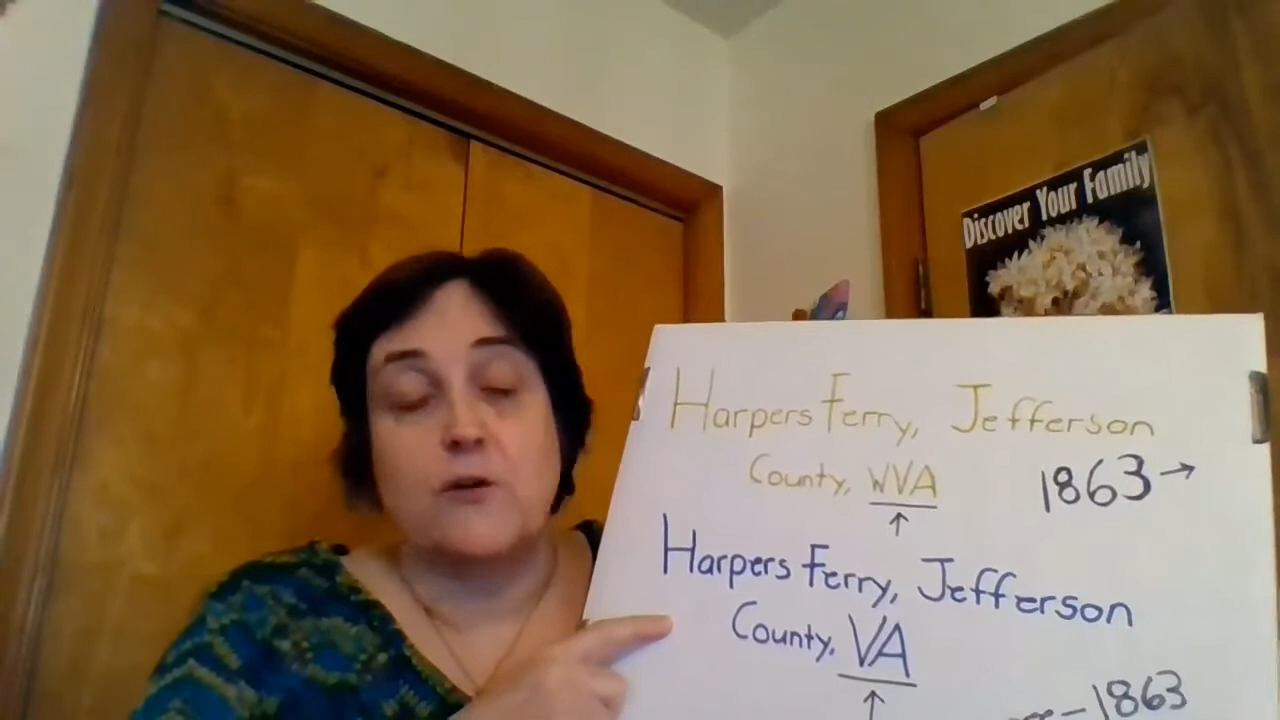 Discover Your Family
Harpers Ferry, Jefferson
County, WVA
1863→
↑
Harpers Ferry, Jefferson
County, VA
↑
-1863